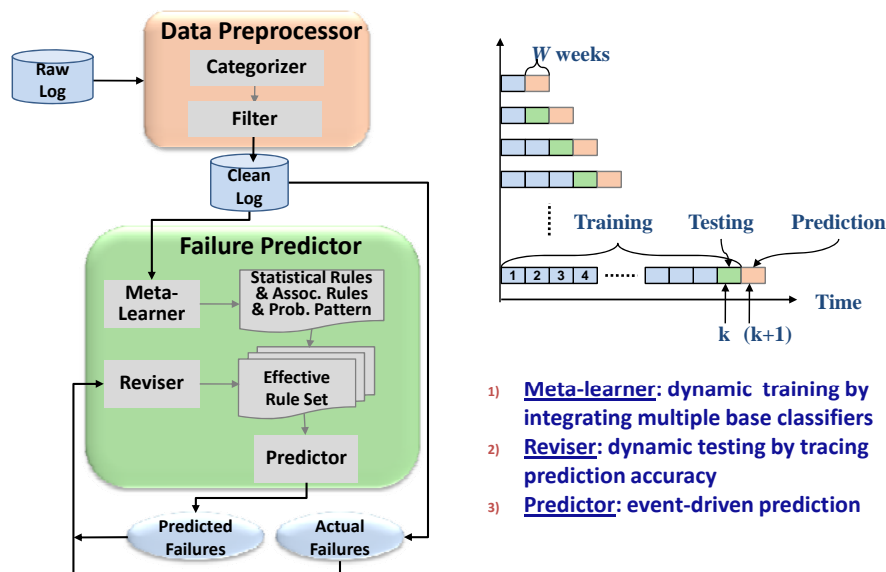 Data Preprocessor
Raw
Log
Categorizer
Filter
Clean
Log
Failure Predictor
Meta-
Learner
Statistical Rules
& Assoc. Rules
& Prob. Pattern
Reviser
Effective
Rule Set
Predictor
Predicted
Failures
Actual
Failures
W weeks
Training
Testing
Prediction
1 2 3 4
Time
k (k+1)
1) Meta-learner: dynamic training by
integrating multiple base classifiers
2) Reviser: dynamic testing by tracing
prediction accuracy
3) Predictor: event-driven prediction